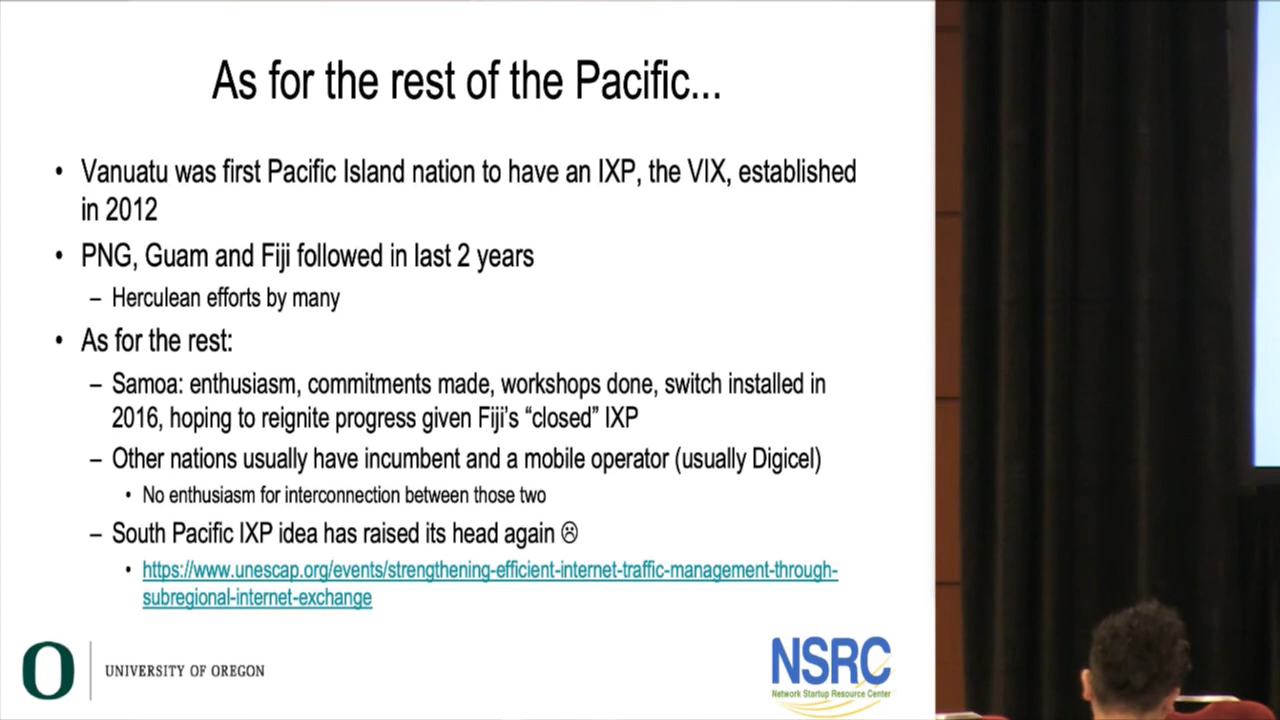 As for the rest of the Pacific...
• Vanuatu was first Pacific Island nation to have an IXP, the VIX, established
in 2012
• PNG, Guam and Fiji followed in last 2 years
– Herculean efforts by many
• As for the rest:
– Samoa: enthusiasm, commitments made, workshops done, switch installed in
2016, hoping to reignite progress given Fiji's “closed” IXP
– Other nations usually have incumbent and a mobile operator (usually Digicel)
• No enthusiasm for interconnection between those two
– South Pacific IXP idea has raised its head again ☹
• https://www.unescap.org/events/strengthening-efficient-internet-traffic-management-through-
subregional-internet-exchange
O UNIVERSITY OF OREGON
NSRC
Network Startup Resource Center